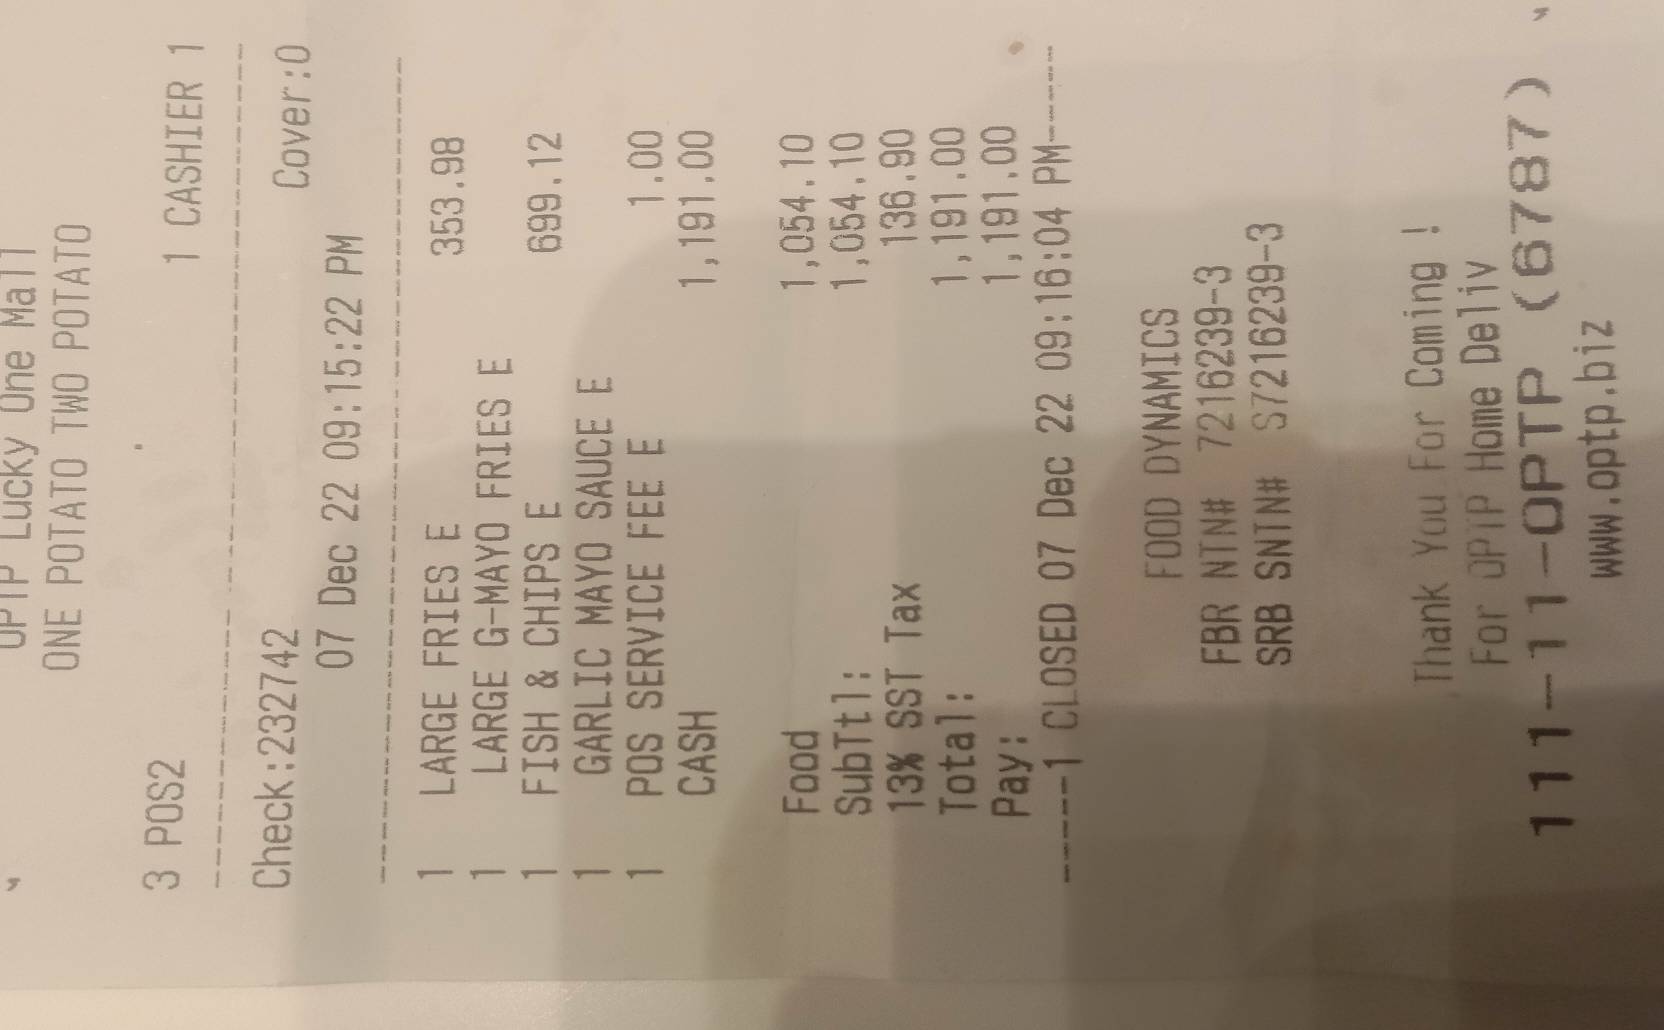 OPTP Lucky One Mall
ONE POTATO TWO POTATO
3 POS2 1 CASHIER 1
Check:232742 Cover:0
07 Dec 22 09:15:22 PM
1 LARGE FRIES E 353.98
1 LARGE G-MAYO FRIES E
1 FISH & CHIPS E 699.12
1 GARLIC MAYO SAUCE E
1 POS SERVICE FEE E 1.00
CASH 1,191.00
Food 1,054.10
SubTtl: 1,054.10
13% SST Tax 136.90
Total: 1,191.00
Pay: 1,191.00
-----1 CLOSED 07 Dec 22 09:16:04 PM------
FOOD DYNAMICS
FBR NTN# 7216239-3
SRB SNTN# S7216239-3
Thank You For Coming !
For OPTP Home Deliv
111-11-OPTP (6787)
www.optp.biz